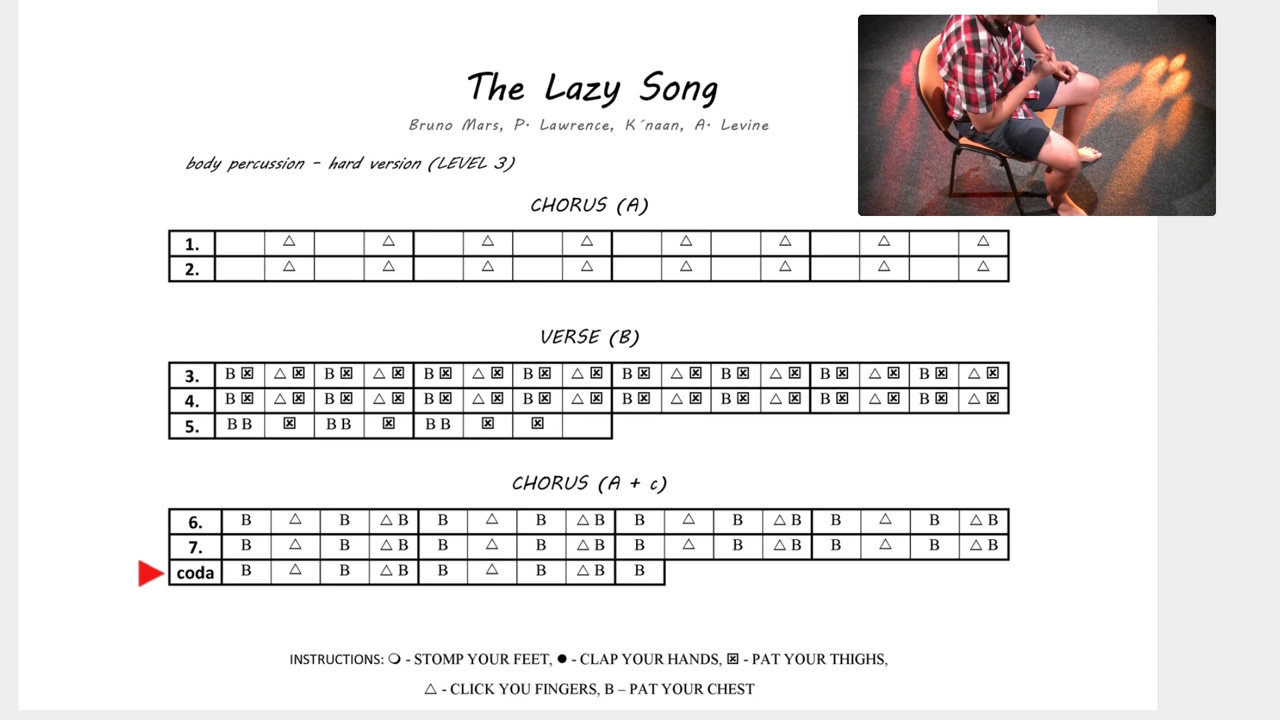 The Lazy Song
Bruno Mars, P. Lawrence, K´naan, A. Levine
body percussion – hard version (LEVEL 3)
CHORUS (A)
1. △ △ △ △ △ △ △ △
2. △ △ △ △ △ △ △ △
VERSE (B)
3. B ☒ △ ☒ B ☒ △ ☒ B ☒ △ ☒ B ☒ △ ☒ B ☒ △ ☒ B ☒ △ ☒ B ☒ △ ☒ B ☒ △ ☒
4. B ☒ △ ☒ B ☒ △ ☒ B ☒ △ ☒ B ☒ △ ☒ B ☒ △ ☒ B ☒ △ ☒ B ☒ △ ☒ B ☒ △ ☒
5. B B ☒ B B ☒ B B ☒ ☒
CHORUS (A + c)
6. B △ B △ B B △ B △ B B △ B △ B B △ B △ B
7. B △ B △ B B △ B △ B B △ B △ B B △ B △ B
coda B △ B △ B B △ B △ B B
INSTRUCTIONS: ❍ - STOMP YOUR FEET, ● - CLAP YOUR HANDS, ☒ - PAT YOUR THIGHS,
△ - CLICK YOU FINGERS, B – PAT YOUR CHEST